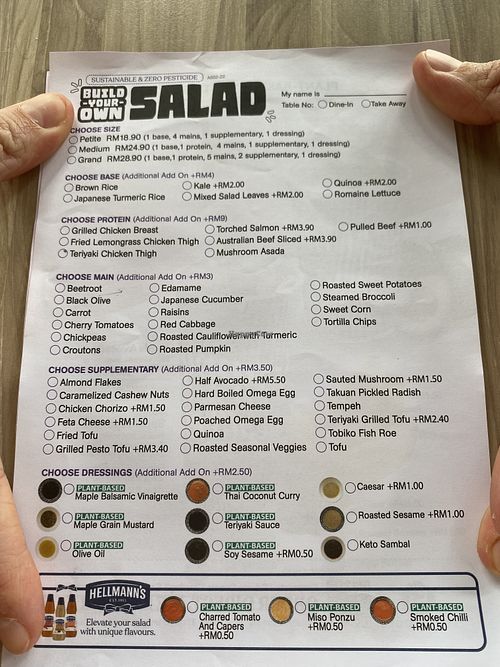 SUSTAINABLE & ZERO PESTICIDE
BUILD -YOUR- OWN SALAD
My name is
Table No: Dine-In Take Away
CHOOSE SIZE
Petite RM18.90 (1 base, 4 mains, 1 supplementary, 1 dressing)
Medium RM24.90 (1 base,1 protein, 4 mains, 1 supplementary, 1 dressing)
Grand RM28.90 (1 base,1 protein, 5 mains, 2 supplementary, 1 dressing)
CHOOSE BASE (Additional Add On +RM4)
Brown Rice Kale +RM2.00 Quinoa +RM2.00
Japanese Turmeric Rice Mixed Salad Leaves +RM2.00 Romaine Lettuce
CHOOSE PROTEIN (Additional Add On +RM9)
Grilled Chicken Breast Torched Salmon +RM3.90 Pulled Beef +RM1.00
Fried Lemongrass Chicken Thigh Australian Beef Sliced +RM3.90
Teriyaki Chicken Thigh Mushroom Asada
CHOOSE MAIN (Additional Add On +RM3)
Beetroot Edamame Roasted Sweet Potatoes
Black Olive Japanese Cucumber Steamed Broccoli
Carrot Raisins Sweet Corn
Cherry Tomatoes Red Cabbage Tortilla Chips
Chickpeas Roasted Cauliflower with Turmeric
Croutons Roasted Pumpkin
CHOOSE SUPPLEMENTARY (Additional Add On +RM3.50)
Almond Flakes Half Avocado +RM5.50 Sauted Mushroom +RM1.50
Caramelized Cashew Nuts Hard Boiled Omega Egg Takuan Pickled Radish
Chicken Chorizo +RM1.50 Parmesan Cheese Tempeh
Feta Cheese +RM1.50 Poached Omega Egg Teriyaki Grilled Tofu +RM2.40
Fried Tofu Quinoa Tobiko Fish Roe
Grilled Pesto Tofu +RM3.40 Roasted Seasonal Veggies Tofu
CHOOSE DRESSINGS (Additional Add On +RM2.50)
PLANT-BASED PLANT-BASED Caesar +RM1.00
Maple Balsamic Vinaigrette Thai Coconut Curry
PLANT-BASED PLANT-BASED Roasted Sesame +RM1.00
Maple Grain Mustard Teriyaki Sauce
PLANT-BASED PLANT-BASED Keto Sambal
Olive Oil Soy Sesame +RM0.50
HELLMANN'S
Elevate your salad
with unique flavours.
PLANT-BASED PLANT-BASED PLANT-BASED
Charred Tomato Miso Ponzu Smoked Chilli
And Capers +RM0.50 +RM0.50
+RM0.50